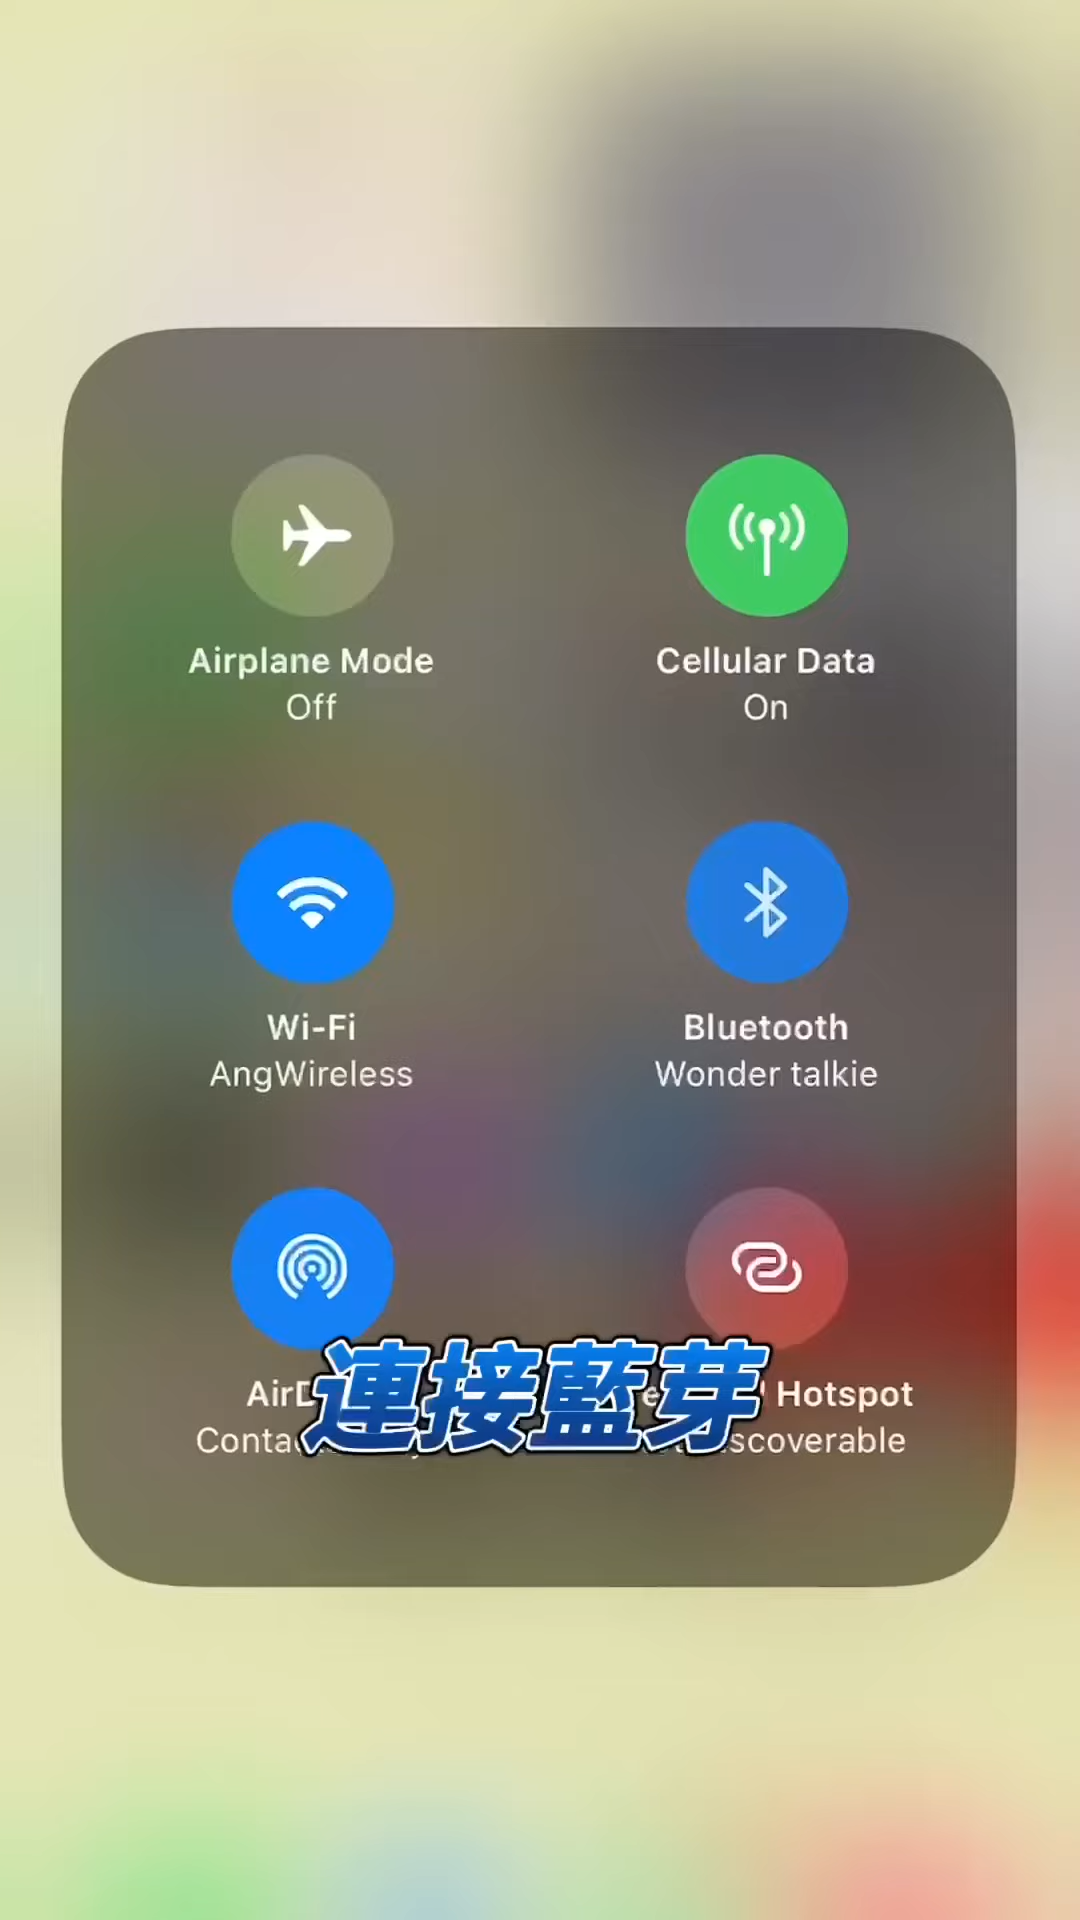 Airplane Mode
Off
Cellular Data
On
Wi-Fi
AngWireless
Bluetooth
Wonder talkie
Hotspot
連接藍芽